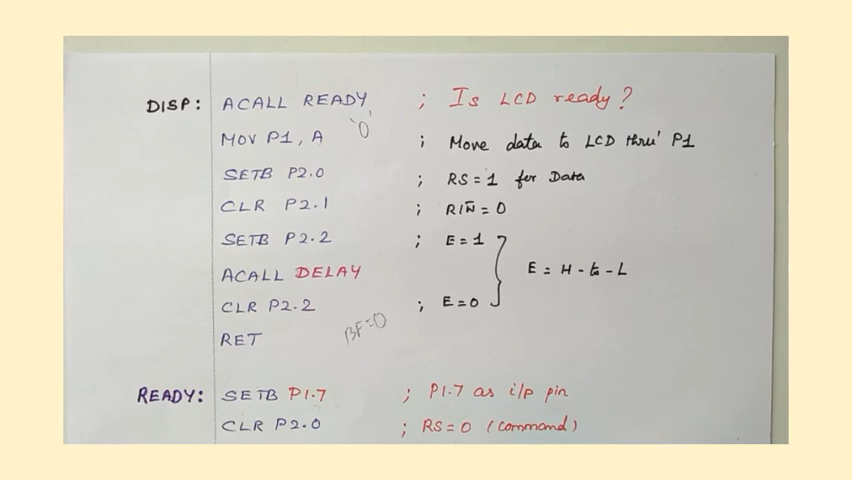 DISP: ACALL READY ; Is LCD ready?
MOV P1, A '0' ; Move data to LCD thru' P1
SETB P2.0 ; RS = 1 for Data
CLR P2.1 ; R/W̅ = 0
SETB P2.2 ; E = 1
ACALL DELAY E = H - to - L
CLR P2.2 ; E = 0
RET BF=0
READY: SETB P1.7 ; P1.7 as i/p pin
CLR P2.0 ; RS = 0 (command)